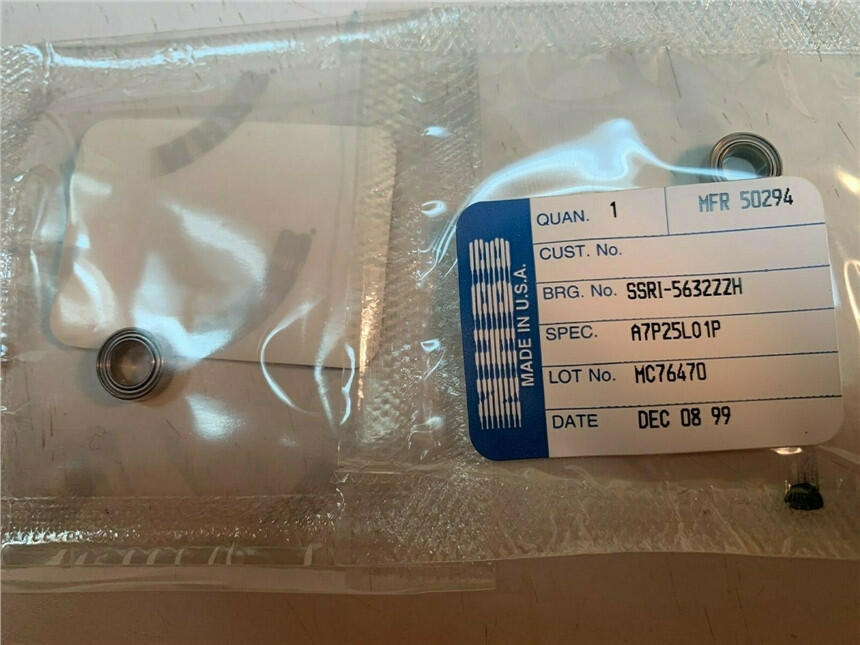 QUAN. 1 MFR 50294
CUST. No.
BRG. No. SSRI-5632ZZH
SPEC. A7P25L01P
LOT No. MC76470
DATE DEC 08 99
NHBB
MADE IN U.S.A.